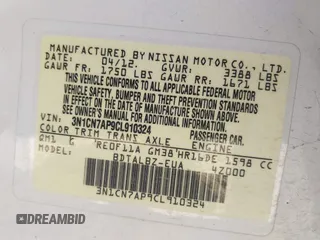 MANUFACTURED BY NISSAN MOTOR CO., LTD.
DATE: 04/12. GVWR: 3388 LBS
GAWR FR: 1750 LBS GAWR RR: 1671 LBS
THIS VEHICLE CONFORMS TO ALL APPLICABLE FEDERAL MOTOR
VEHICLE SAFETY, BUMPER AND THEFT PREVENTION STANDARDS
IN EFFECT ON THE DATE OF MANUFACTURE SHOWN ABOVE.
SEE OWNER'S MANUAL FOR ADDITIONAL INFORMATION.
3N1CN7AP9CL910324 PASSENGER CAR
COLOR TRIM TRANS AXLE ENGINE
QM1 G RE0F11A GM38 HR16DE 1598 CC
MODEL: BDTALBZ-EUA 4Z000
3N1CN7AP9CL910324
DREAMBID